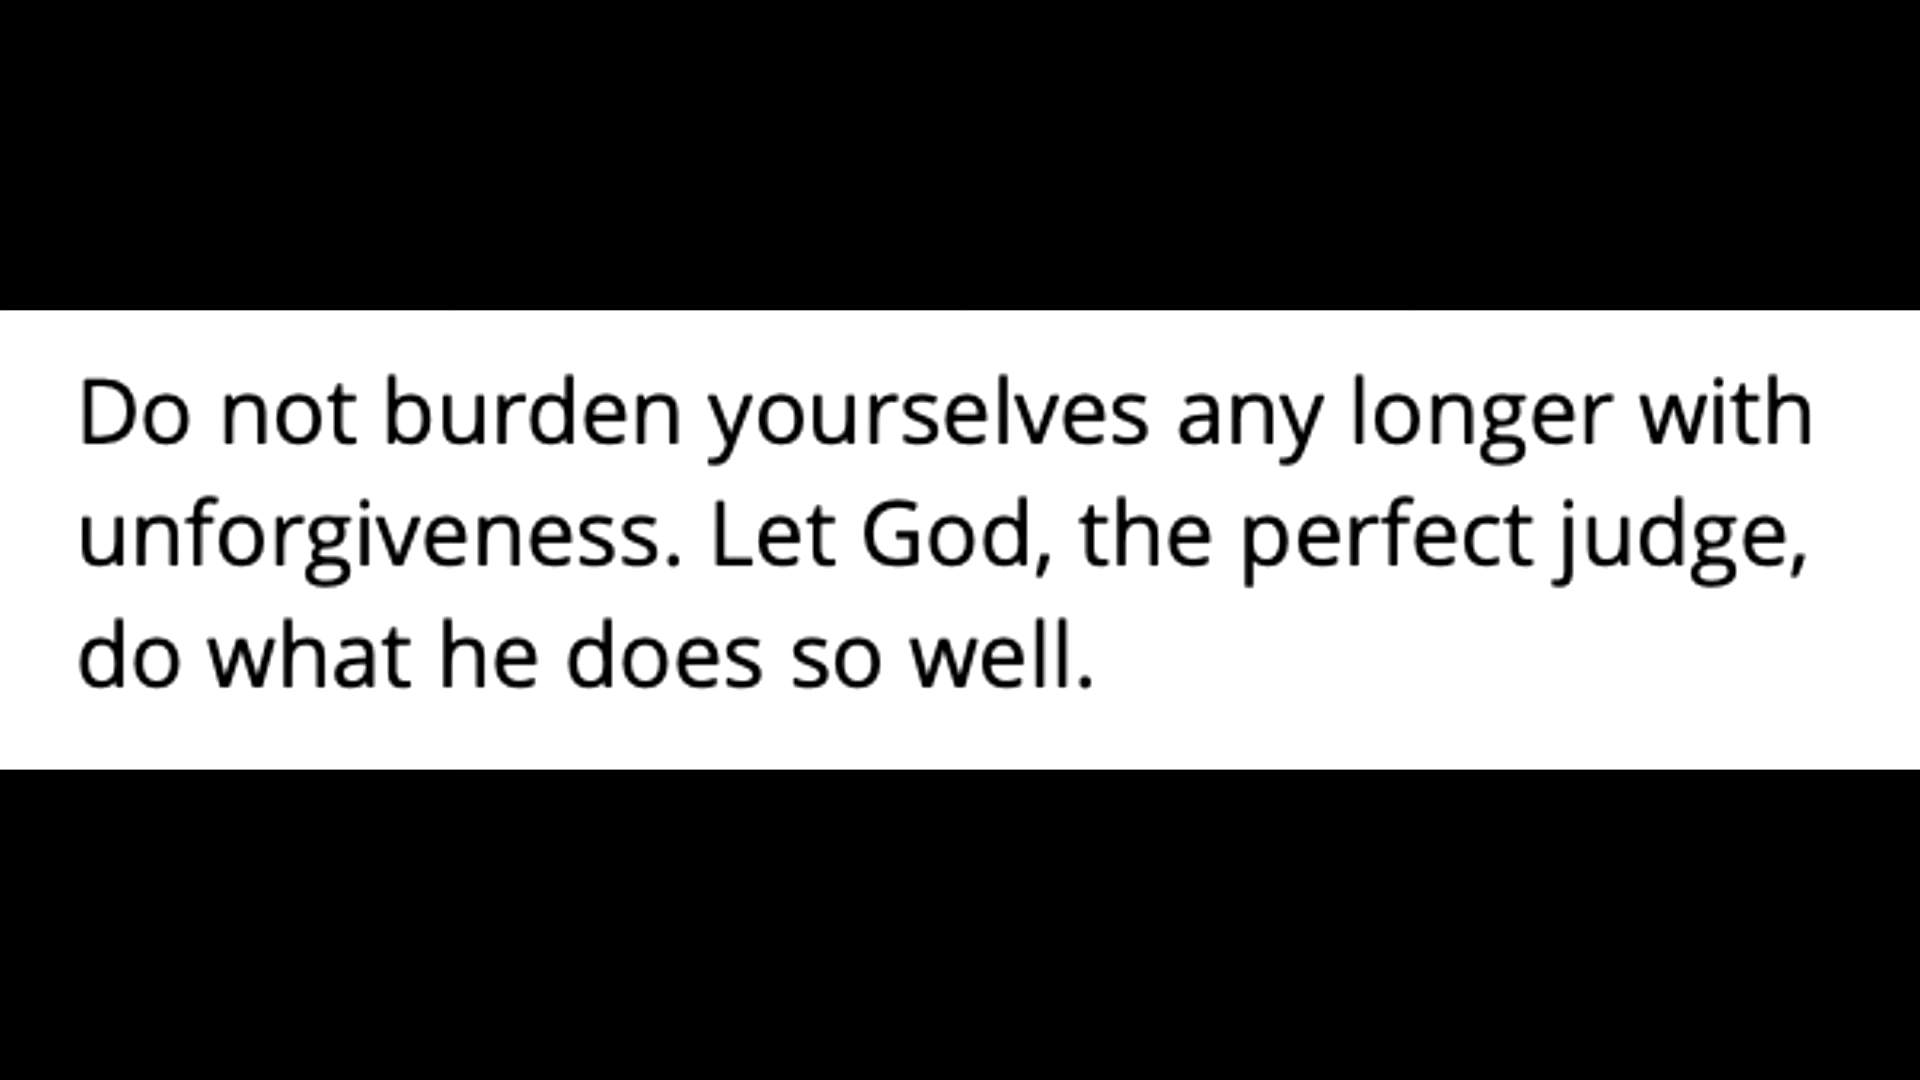 Do not burden yourselves any longer with
unforgiveness. Let God, the perfect judge,
do what he does so well.